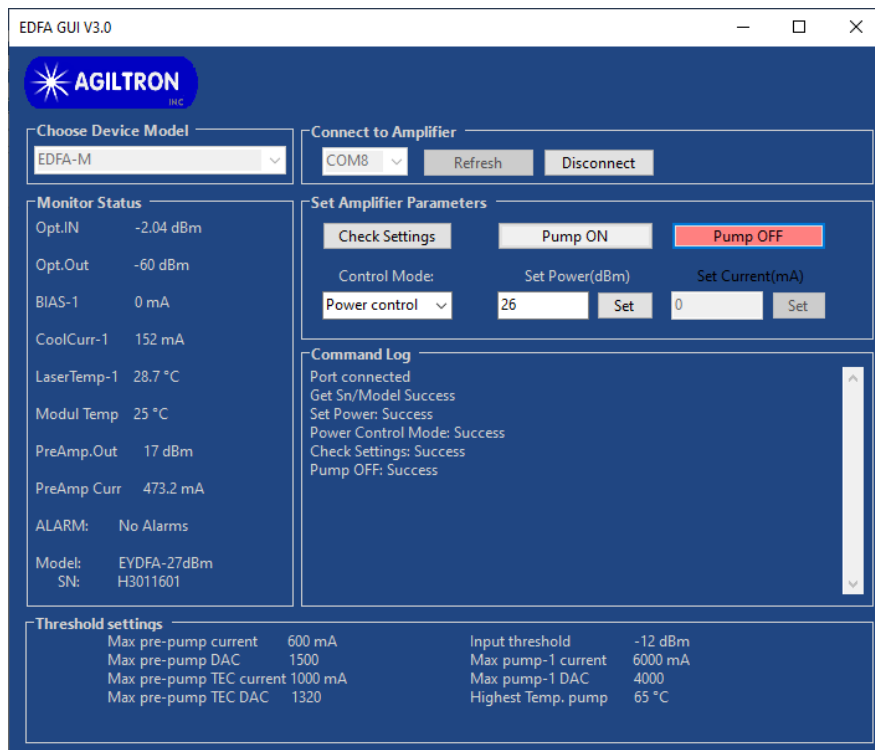 EDFA GUI V3.0
AGILTRON
INC
Choose Device Model
EDFA-M
Connect to Amplifier
COM8 Refresh Disconnect
Monitor Status
Opt.IN -2.04 dBm
Opt.Out -60 dBm
BIAS-1 0 mA
CoolCurr-1 152 mA
LaserTemp-1 28.7 °C
Modul Temp 25 °C
PreAmp.Out 17 dBm
PreAmp Curr 473.2 mA
ALARM: No Alarms
Model: EYDFA-27dBm
SN: H3011601
Set Amplifier Parameters
Check Settings Pump ON Pump OFF
Control Mode: Set Power(dBm) Set Current(mA)
Power control 26 Set 0 Set
Command Log
Port connected
Get Sn/Model Success
Set Power: Success
Power Control Mode: Success
Check Settings: Success
Pump OFF: Success
Threshold settings
Max pre-pump current 600 mA
Max pre-pump DAC 1500
Max pre-pump TEC current 1000 mA
Max pre-pump TEC DAC 1320
Input threshold -12 dBm
Max pump-1 current 6000 mA
Max pump-1 DAC 4000
Highest Temp. pump 65 °C